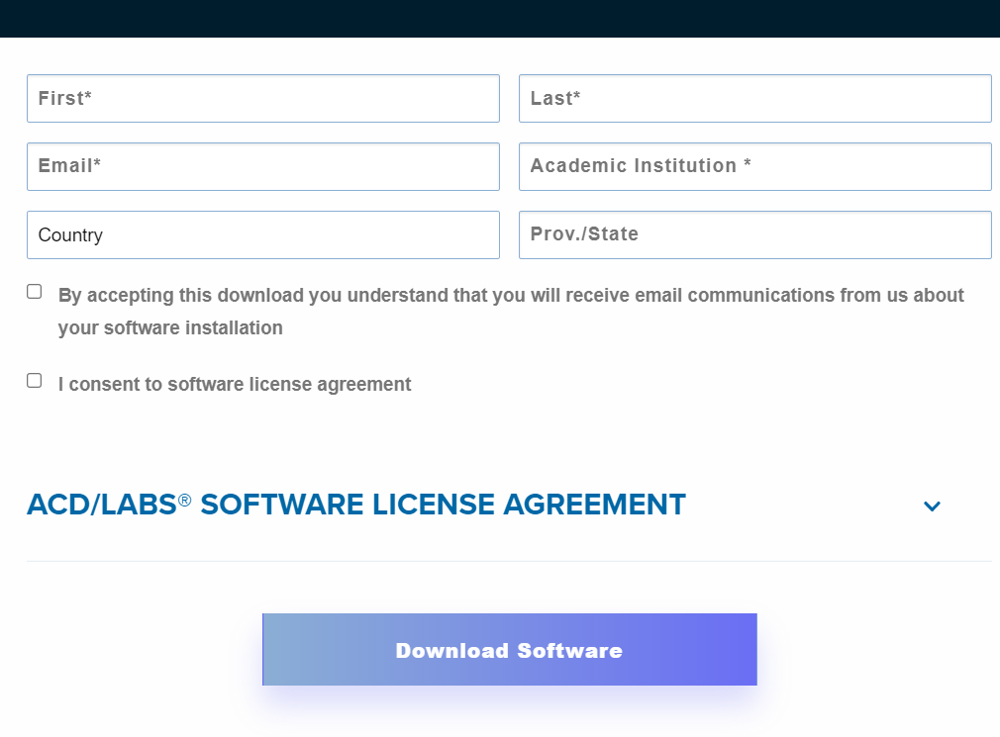 First*
Last*
Email*
Academic Institution *
Country
Prov./State
By accepting this download you understand that you will receive email communications from us about
your software installation
I consent to software license agreement
ACD/LABS® SOFTWARE LICENSE AGREEMENT
Download Software